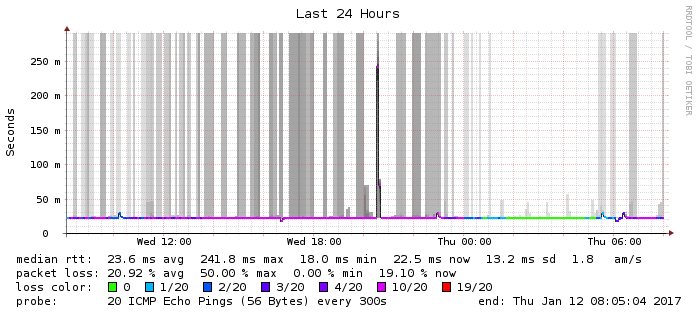 Last 24 Hours
RRDTOOL / TOBI OETIKER
Seconds
250 m
200 m
150 m
100 m
50 m
0
Wed 12:00 Wed 18:00 Thu 00:00 Thu 06:00
median rtt: 23.6 ms avg 241.8 ms max 18.0 ms min 22.5 ms now 13.2 ms sd 1.8 am/s
packet loss: 20.92 % avg 50.00 % max 0.00 % min 19.10 % now
loss color: 0 1/20 2/20 3/20 4/20 10/20 19/20
probe: 20 ICMP Echo Pings (56 Bytes) every 300s end: Thu Jan 12 08:05:04 2017